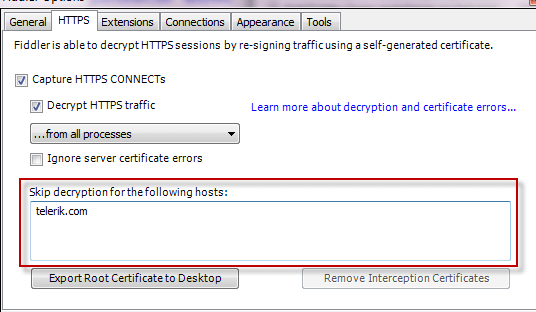 Fiddler Options
General HTTPS Extensions Connections Appearance Tools
Fiddler is able to decrypt HTTPS sessions by re-signing traffic using a self-generated certificate.
Capture HTTPS CONNECTs
Decrypt HTTPS traffic Learn more about decryption and certificate errors...
...from all processes
Ignore server certificate errors
Skip decryption for the following hosts:
telerik.com
Export Root Certificate to Desktop Remove Interception Certificates